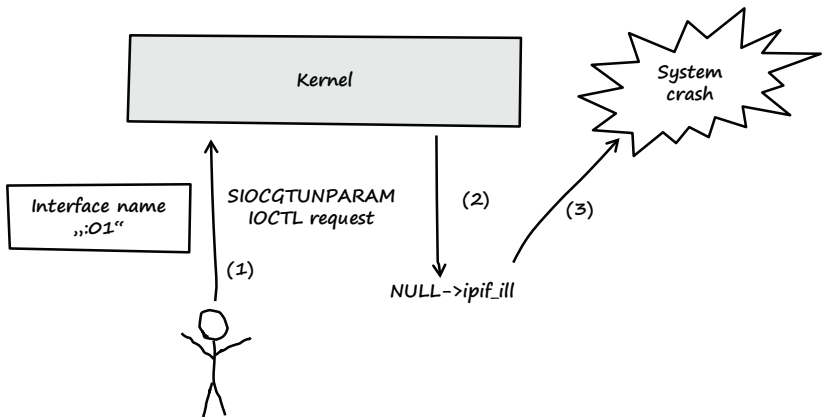 Kernel
System
crash
Interface name
„:01“
SIOCGTUNPARAM
IOCTL request
(1)
(2)
(3)
NULL->ipif_ill